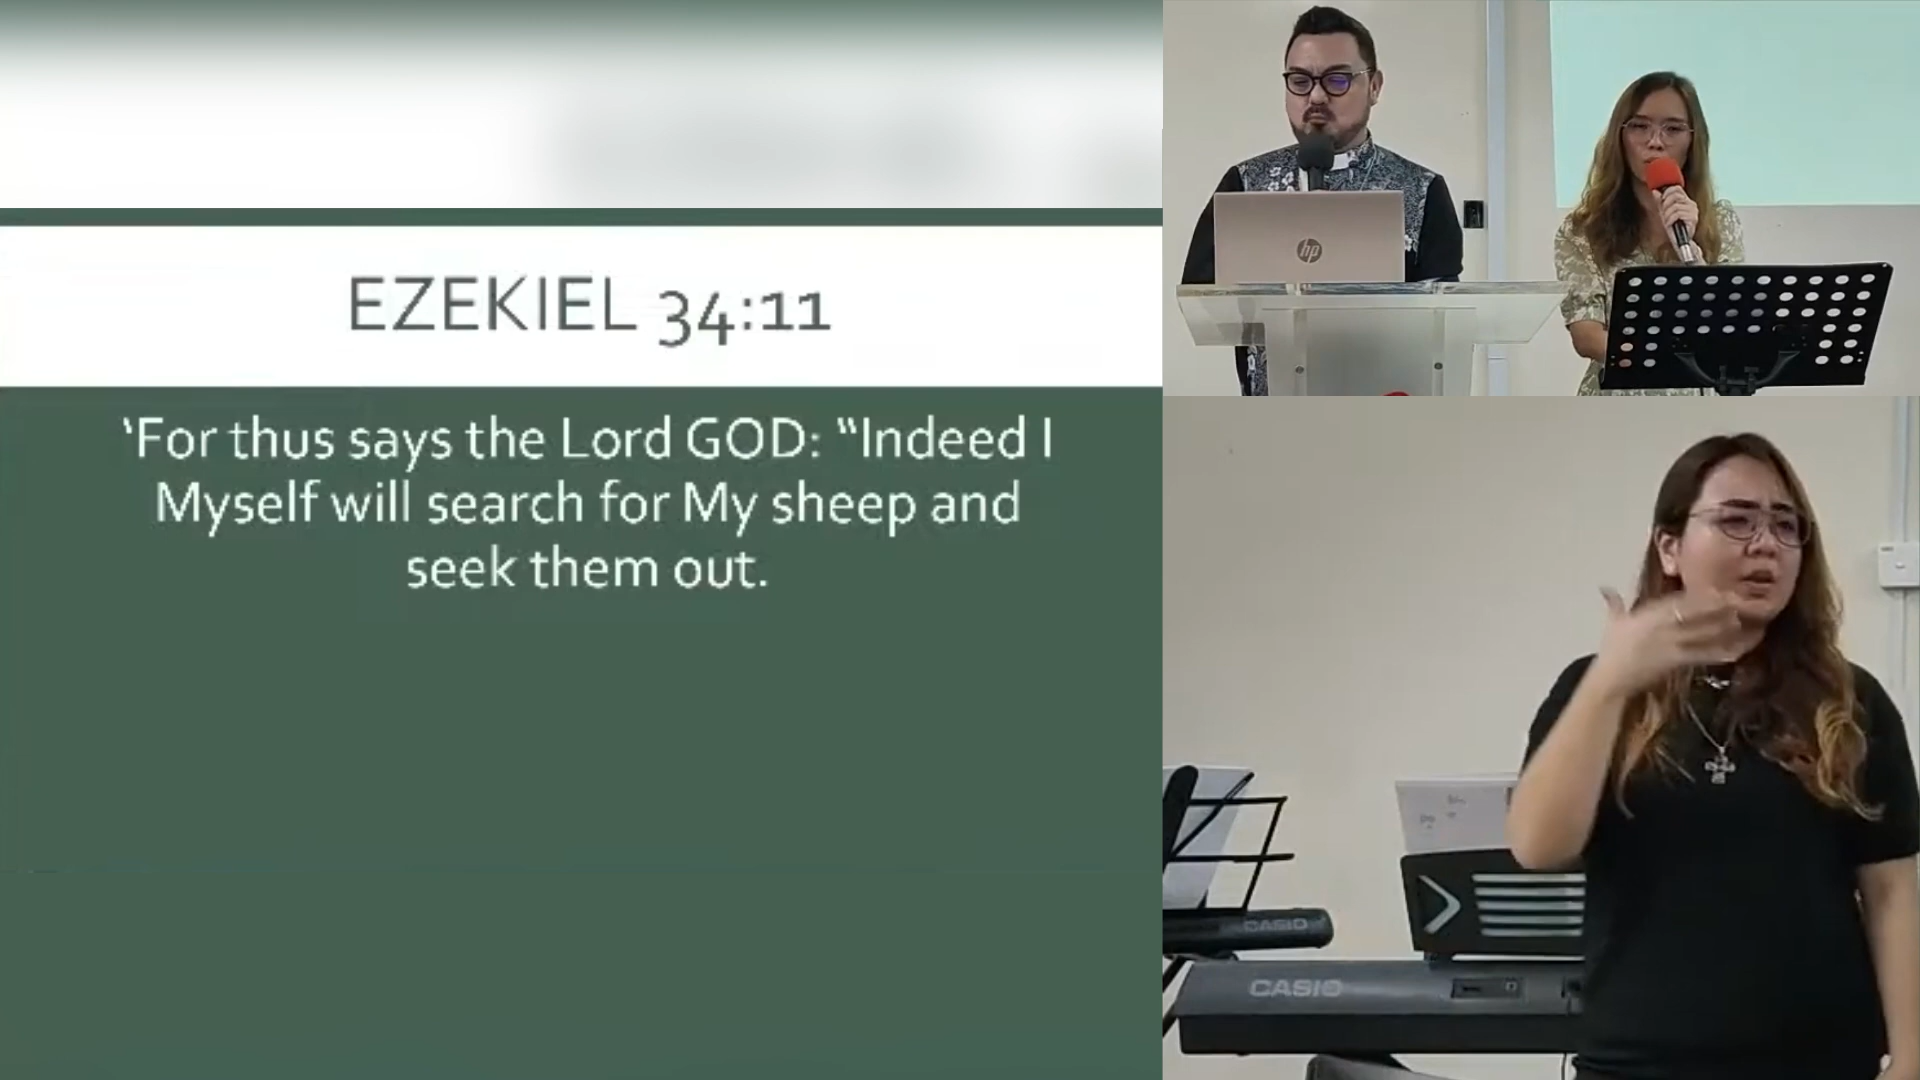 EZEKIEL 34:11
‘For thus says the Lord GOD: “Indeed I
Myself will search for My sheep and
seek them out.
hp
CASIO
CASIO